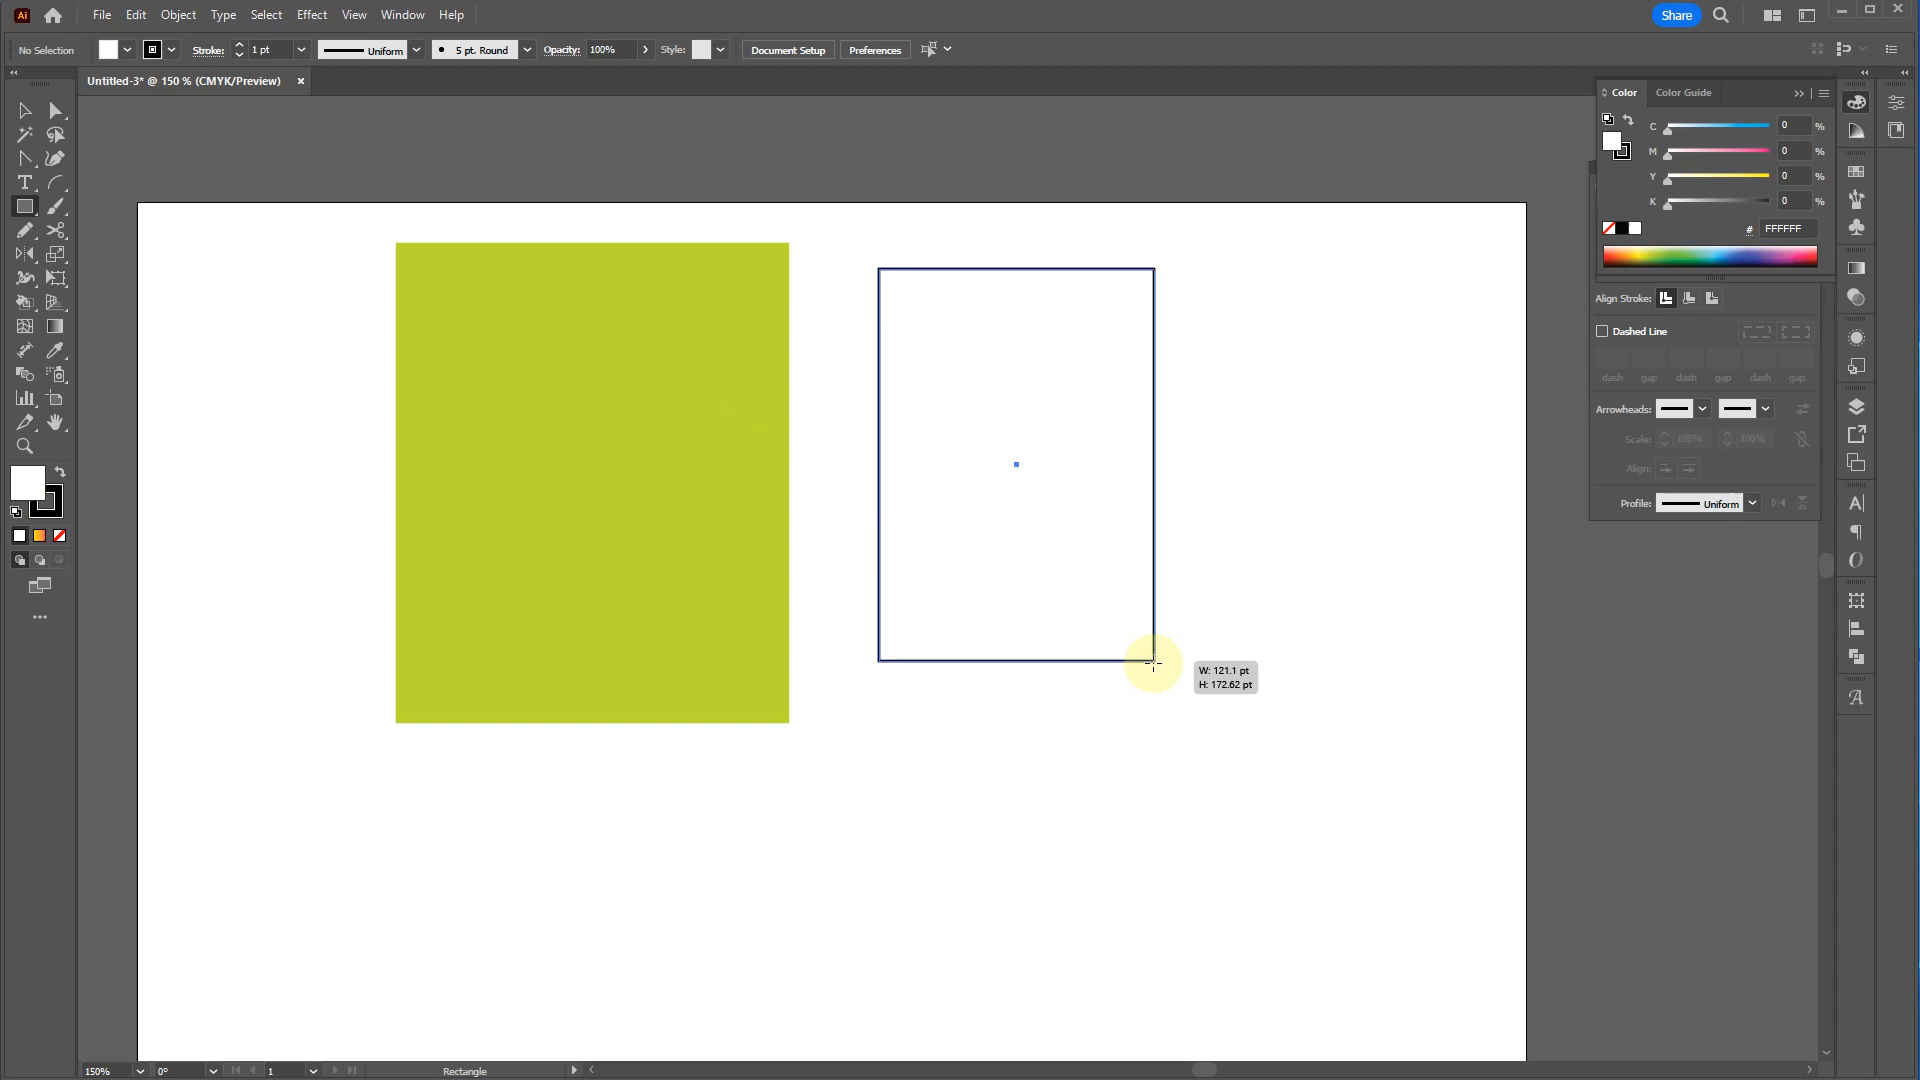 Ai File Edit Object Type Select Effect View Window Help Share
No Selection Stroke: 1 pt Uniform 5 pt. Round Opacity: 100% Style: Document Setup Preferences
Untitled-3* @ 150 % (CMYK/Preview) ×
Color Color Guide
C 0 %
M 0 %
Y 0 %
K 0 %
# FFFFFF
Align Stroke:
Dashed Line
dash gap dash gap dash gap
Arrowheads:
Scale: 100% 100%
Align:
Profile: Uniform
W: 121.1 pt
H: 172.62 pt
150% 0° 1 Rectangle